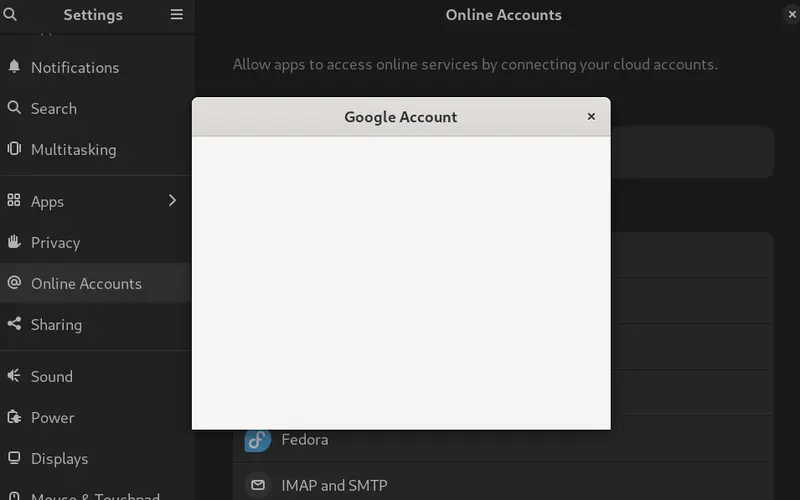 Settings
Online Accounts
Notifications
Search
Multitasking
Apps
Privacy
Online Accounts
Sharing
Sound
Power
Displays
Mouse & Touchpad
Allow apps to access online services by connecting your cloud accounts.
Google Account
Fedora
IMAP and SMTP